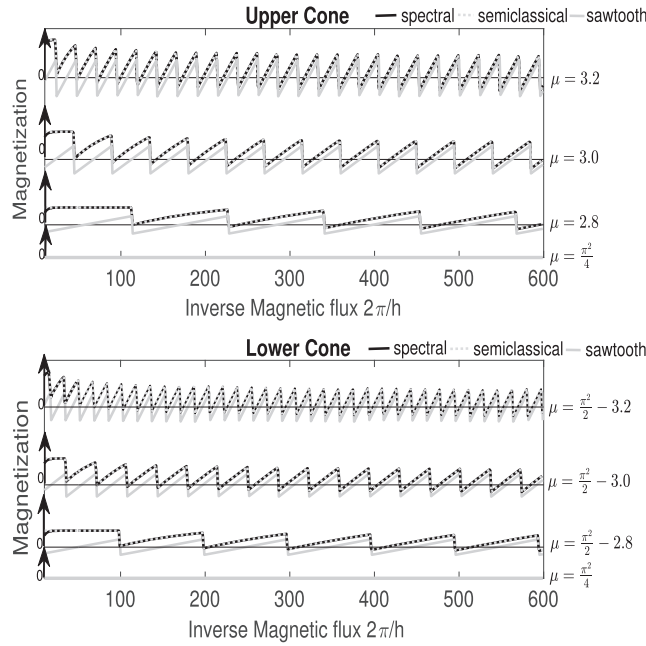 Upper Cone
spectral semiclassical sawtooth
Magnetization
0
μ = 3.2
0
μ = 3.0
0
μ = 2.8
0
μ = π²/4
100 200 300 400 500 600
Inverse Magnetic flux 2π/h
Lower Cone
spectral semiclassical sawtooth
Magnetization
0
μ = π²/2 − 3.2
0
μ = π²/2 − 3.0
0
μ = π²/2 − 2.8
0
μ = π²/4
100 200 300 400 500 600
Inverse Magnetic flux 2π/h